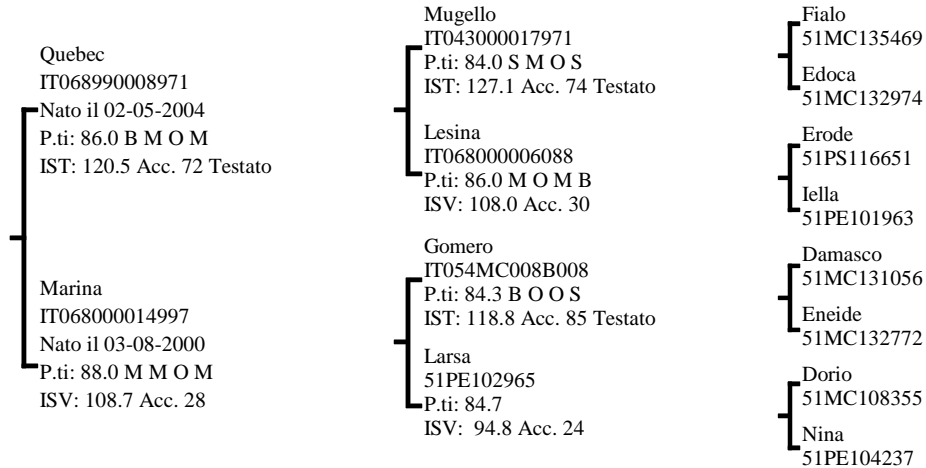 Quebec
IT068990008971
Nato il 02-05-2004
P.ti: 86.0 B M O M
IST: 120.5 Acc. 72 Testato
Marina
IT068000014997
Nato il 03-08-2000
P.ti: 88.0 M M O M
ISV: 108.7 Acc. 28
Mugello
IT043000017971
P.ti: 84.0 S M O S
IST: 127.1 Acc. 74 Testato
Lesina
IT068000006088
P.ti: 86.0 M O M B
ISV: 108.0 Acc. 30
Gomero
IT054MC008B008
P.ti: 84.3 B O O S
IST: 118.8 Acc. 85 Testato
Larsa
51PE102965
P.ti: 84.7
ISV: 94.8 Acc. 24
Fialo
51MC135469
Edoca
51MC132974
Erode
51PS116651
Iella
51PE101963
Damasco
51MC131056
Eneide
51MC132772
Dorio
51MC108355
Nina
51PE104237